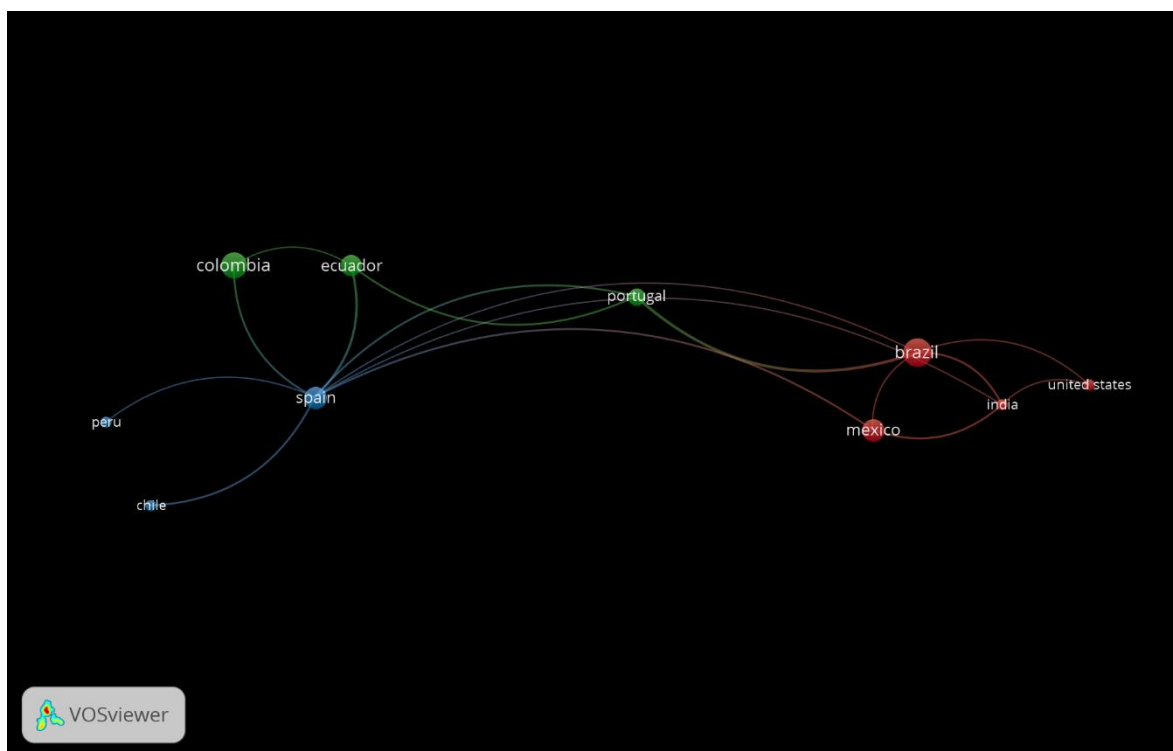 colombia
ecuador
portugal
brazil
united states
spain
india
peru
mexico
chile
VOSviewer